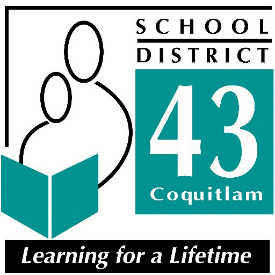 SCHOOL
DISTRICT
43
Coquitlam
Learning for a Lifetime